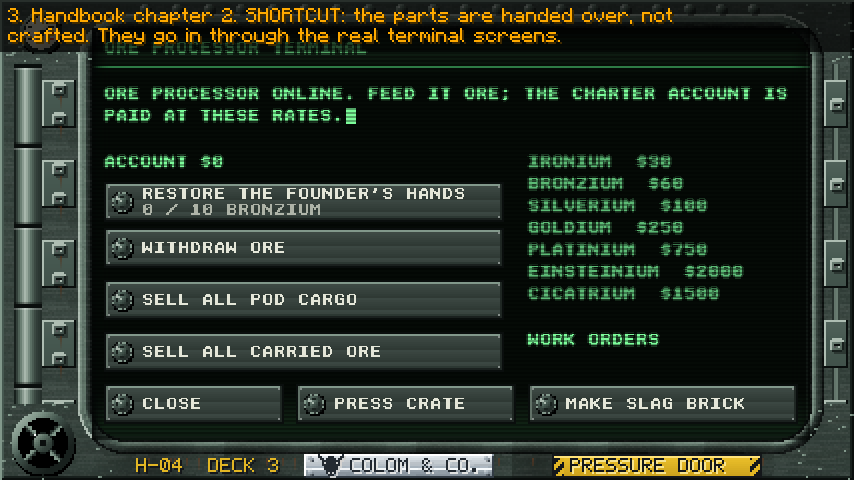 3. Handbook chapter 2. SHORTCUT: the parts are handed over, not
crafted. They go in through the real terminal screens.
ORE PROCESSOR TERMINAL
ORE PROCESSOR ONLINE. FEED IT ORE; THE CHARTER ACCOUNT IS
PAID AT THESE RATES.
ACCOUNT $0
RESTORE THE FOUNDER'S HANDS
0 / 10 BRONZIUM
WITHDRAW ORE
SELL ALL POD CARGO
SELL ALL CARRIED ORE
IRONIUM $30
BRONZIUM $60
SILVERIUM $100
GOLDIUM $250
PLATINIUM $750
EINSTEINIUM $2000
CICATRIUM $1500
WORK ORDERS
CLOSE
PRESS CRATE
MAKE SLAG BRICK
H-04 DECK 3
COLOM & CO.
PRESSURE DOOR